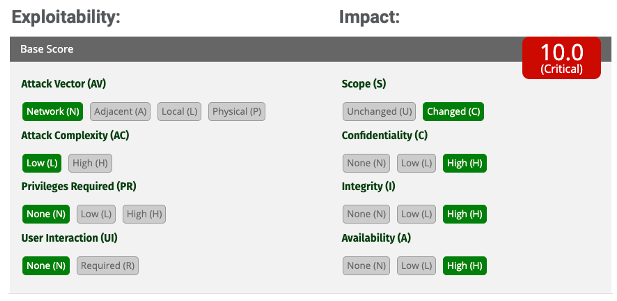 Exploitability: Impact:
Base Score 10.0
(Critical)
Attack Vector (AV) Scope (S)
Network (N) Adjacent (A) Local (L) Physical (P) Unchanged (U) Changed (C)
Attack Complexity (AC) Confidentiality (C)
Low (L) High (H) None (N) Low (L) High (H)
Privileges Required (PR) Integrity (I)
None (N) Low (L) High (H) None (N) Low (L) High (H)
User Interaction (UI) Availability (A)
None (N) Required (R) None (N) Low (L) High (H)